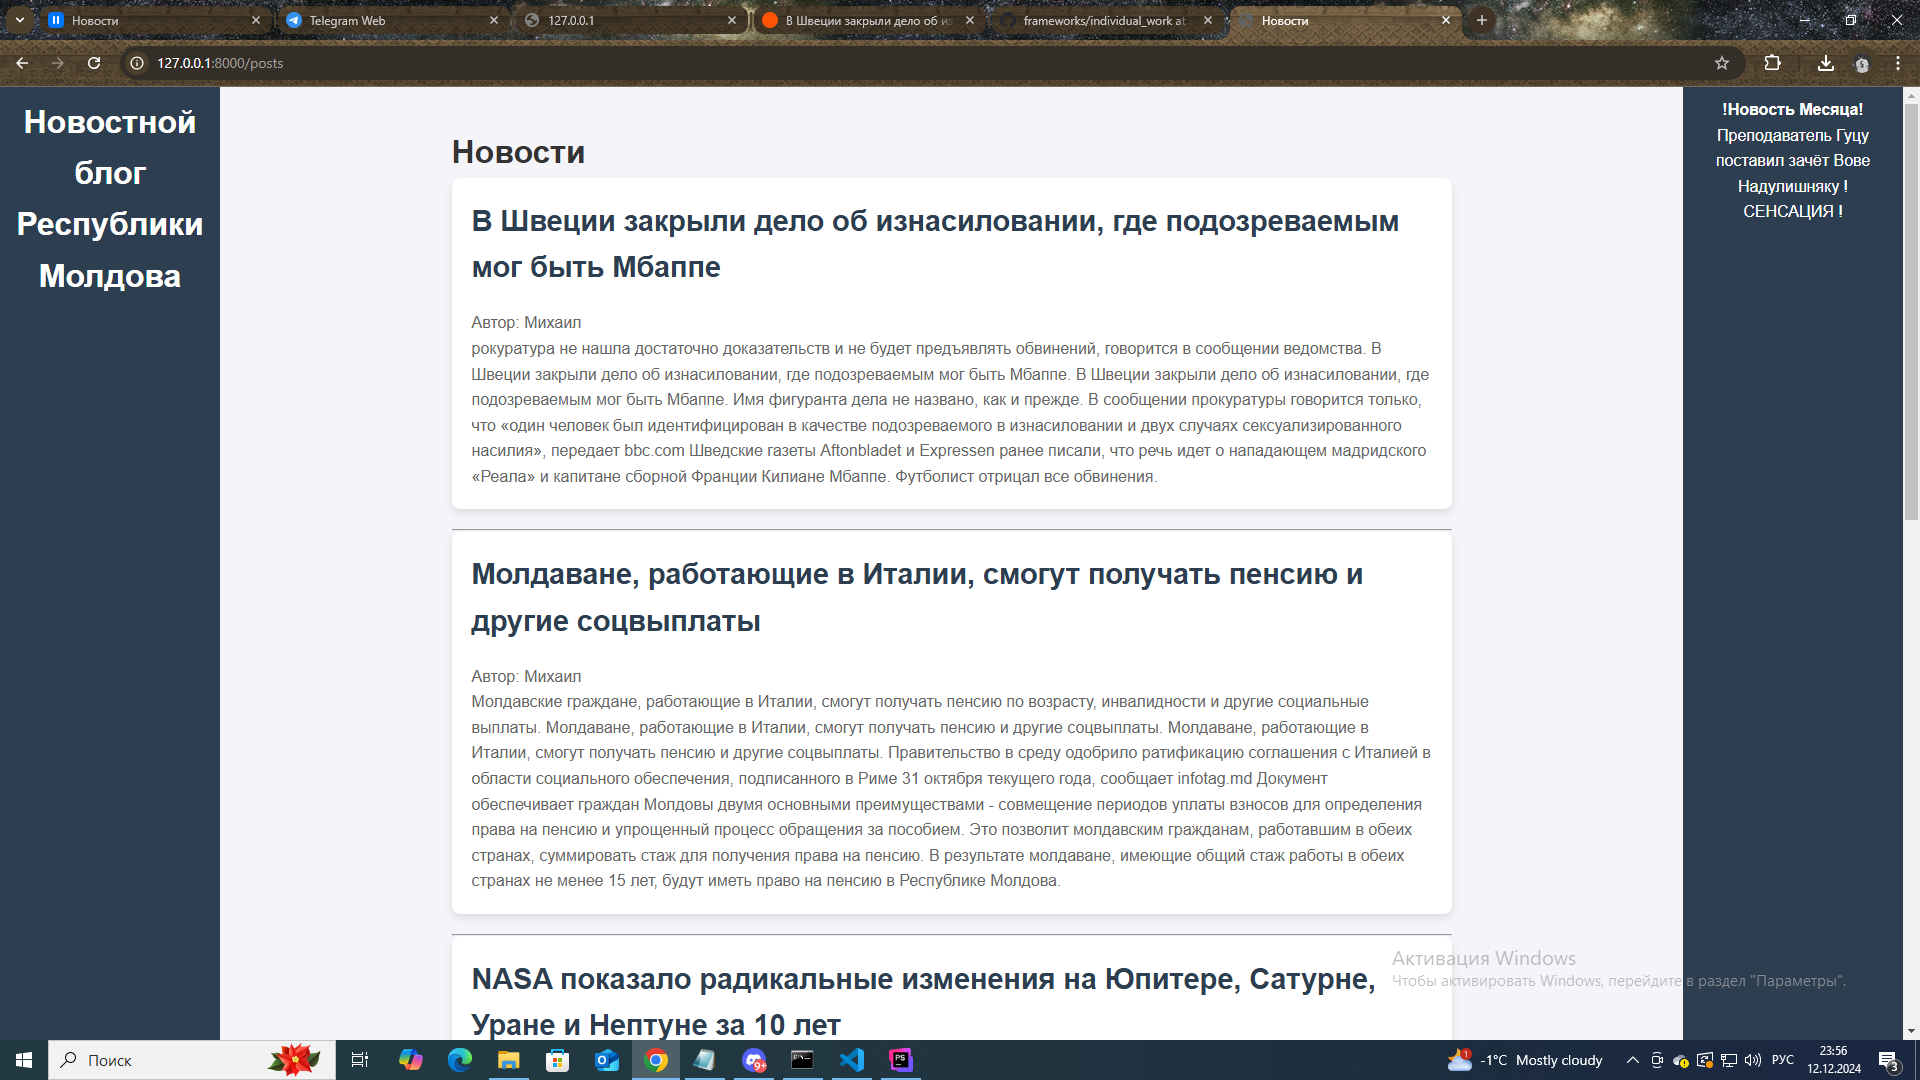 Новости
Telegram Web
127.0.0.1
В Швеции закрыли дело об из
frameworks/individual_work at
Новости
127.0.0.1:8000/posts
Новостной
блог
Республики
Молдова
Новости
В Швеции закрыли дело об изнасиловании, где подозреваемым
мог быть Мбаппе
Автор: Михаил
рокуратура не нашла достаточно доказательств и не будет предъявлять обвинений, говорится в сообщении ведомства. В
Швеции закрыли дело об изнасиловании, где подозреваемым мог быть Мбаппе. В Швеции закрыли дело об изнасиловании, где
подозреваемым мог быть Мбаппе. Имя фигуранта дела не названо, как и прежде. В сообщении прокуратуры говорится только,
что «один человек был идентифицирован в качестве подозреваемого в изнасиловании и двух случаях сексуализированного
насилия», передает bbc.com Шведские газеты Aftonbladet и Expressen ранее писали, что речь идет о нападающем мадридского
«Реала» и капитане сборной Франции Килиане Мбаппе. Футболист отрицал все обвинения.
Молдаване, работающие в Италии, смогут получать пенсию и
другие соцвыплаты
Автор: Михаил
Молдавские граждане, работающие в Италии, смогут получать пенсию по возрасту, инвалидности и другие социальные
выплаты. Молдаване, работающие в Италии, смогут получать пенсию и другие соцвыплаты. Молдаване, работающие в
Италии, смогут получать пенсию и другие соцвыплаты. Правительство в среду одобрило ратификацию соглашения с Италией в
области социального обеспечения, подписанного в Риме 31 октября текущего года, сообщает infotag.md Документ
обеспечивает граждан Молдовы двумя основными преимуществами - совмещение периодов уплаты взносов для определения
права на пенсию и упрощенный процесс обращения за пособием. Это позволит молдавским гражданам, работавшим в обеих
странах, суммировать стаж для получения права на пенсию. В результате молдаване, имеющие общий стаж работы в обеих
странах не менее 15 лет, будут иметь право на пенсию в Республике Молдова.
NASA показало радикальные изменения на Юпитере, Сатурне,
Уране и Нептуне за 10 лет
!Новость Месяца!
Преподаватель Гуцу
поставил зачёт Вове
Надулишняку !
СЕНСАЦИЯ !
Активация Windows
Чтобы активировать Windows, перейдите в раздел "Параметры".
Поиск
9+
PS
1
-1°C Mostly cloudy
РУС
23:56
12.12.2024
3